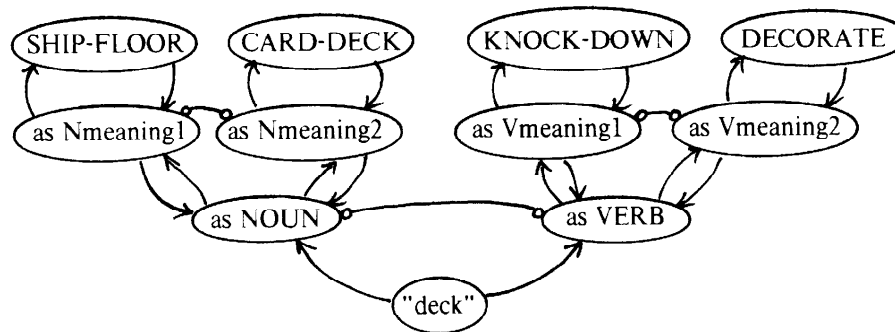 SHIP-FLOOR CARD-DECK KNOCK-DOWN DECORATE
as Nmeaning1 as Nmeaning2 as Vmeaning1 as Vmeaning2
as NOUN as VERB
"deck"